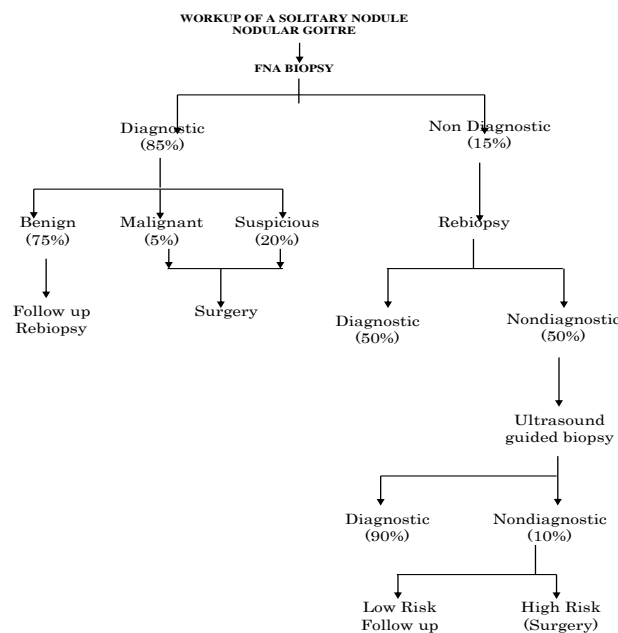 WORKUP OF A SOLITARY NODULE
NODULAR GOITRE
FNA BIOPSY
Diagnostic
(85%)
Non Diagnostic
(15%)
Benign
(75%)
Malignant
(5%)
Suspicious
(20%)
Rebiopsy
Follow up
Rebiopsy
Surgery
Diagnostic
(50%)
Nondiagnostic
(50%)
Ultrasound
guided biopsy
Diagnostic
(90%)
Nondiagnostic
(10%)
Low Risk
Follow up
High Risk
(Surgery)